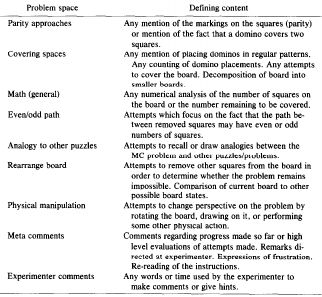 Problem space Defining content
Parity approaches Any mention of the markings on the squares (parity)
or mention of the fact that a domino covers two
squares.
Covering spaces Any mention of placing dominos in regular patterns.
Any counting of domino placements. Any attempts
to cover the board. Decomposition of board into
smaller boards.
Math (general) Any numerical analysis of the number of squares on
the board or the number remaining to be covered.
Even/odd path Attempts which focus on the fact that the path be-
tween removed squares may have even or odd
numbers of squares.
Analogy to other puzzles Attempts to recall or draw analogies between the
MC problem and other puzzles/problems.
Rearrange board Attempts to remove other squares from the board in
order to determine whether the problem remains
impossible. Comparison of current board to other
possible board states.
Physical manipulation Attempts to change perspective on the problem by
rotating the board, drawing on it, or performing
some other physical action.
Meta comments Comments regarding progress made so far or high
level evaluations of attempts made. Remarks di-
rected at experimenter. Expressions of frustration.
Re-reading of the instructions.
Experimenter comments Any words or time used by the experimenter to
make comments or give hints.